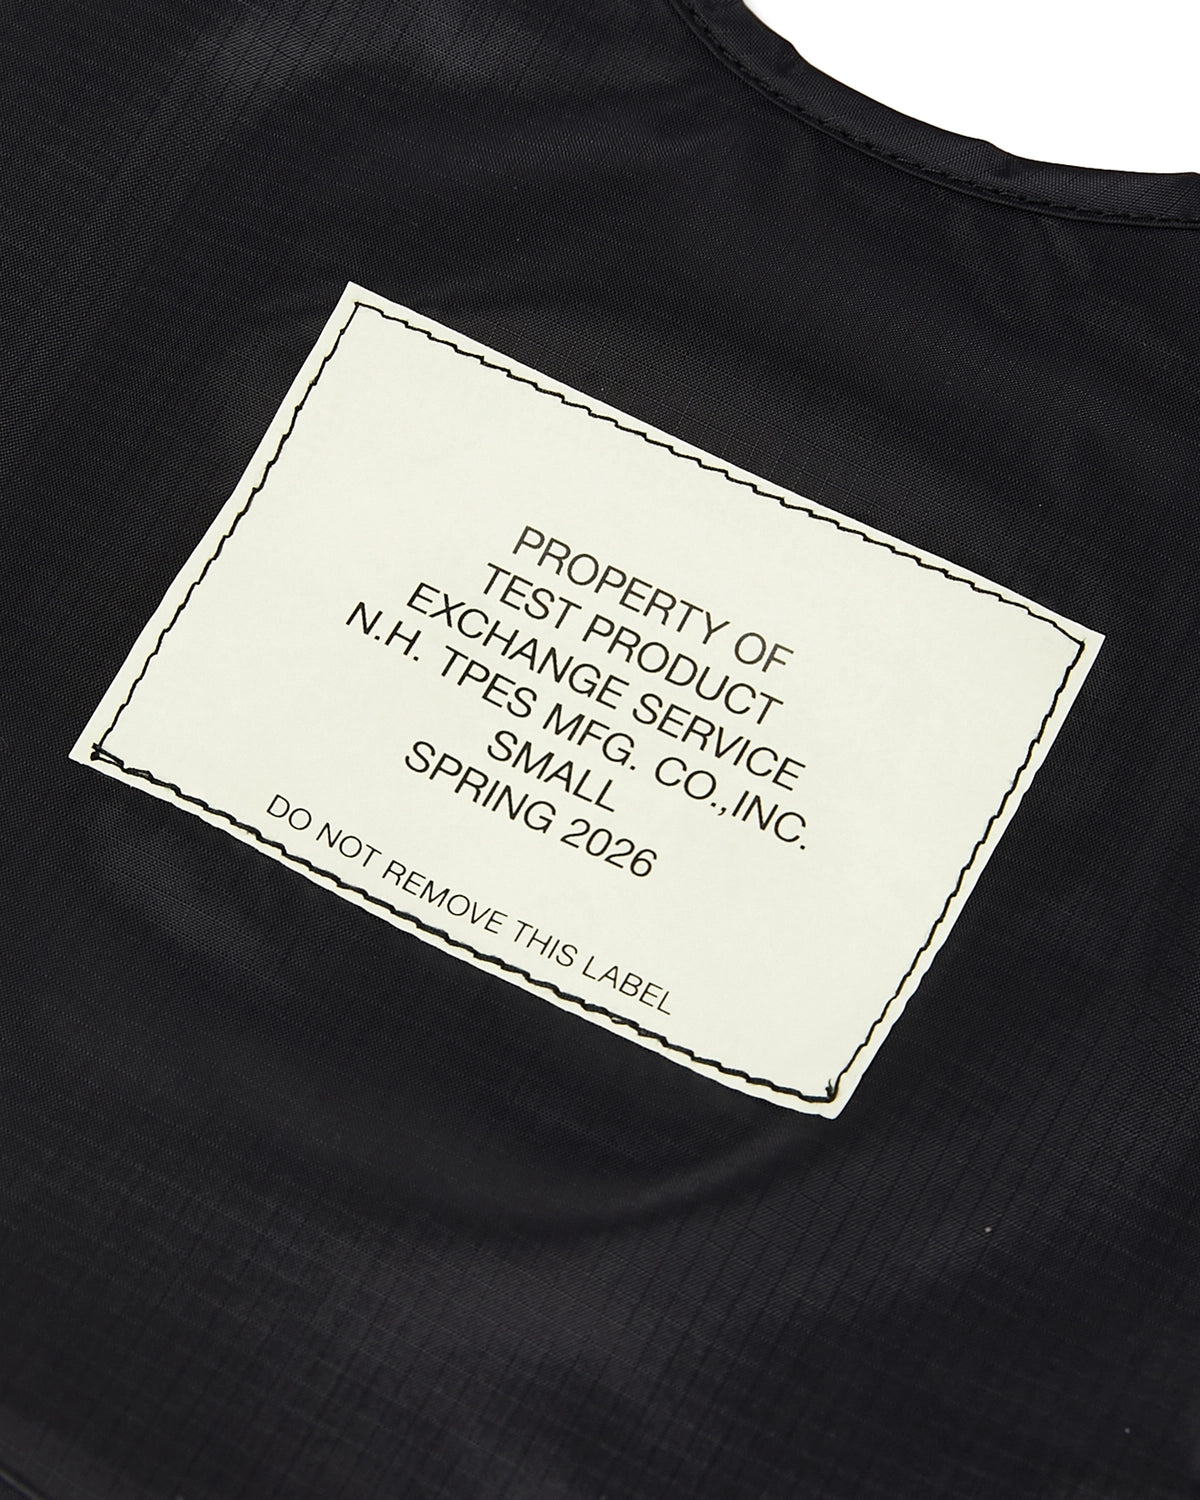 PROPERTY OF
TEST PRODUCT
EXCHANGE SERVICE
N.H. TPES MFG. CO.,INC.
SMALL
SPRING 2026
DO NOT REMOVE THIS LABEL